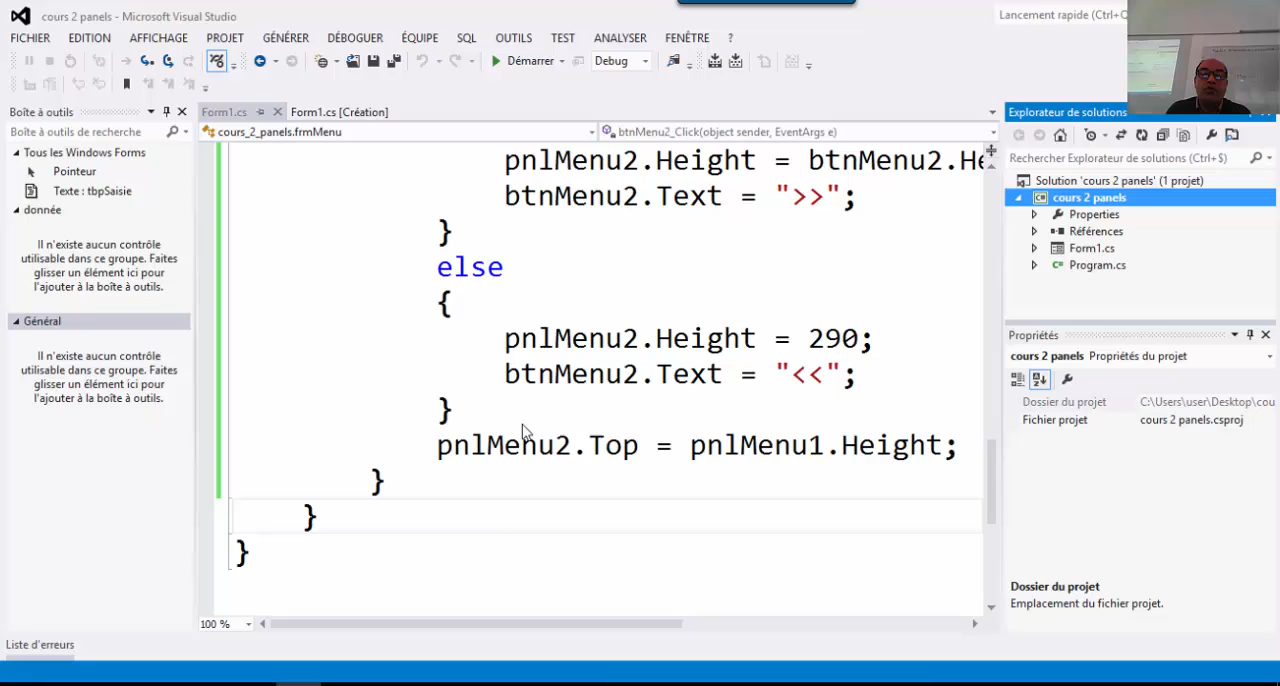 cours 2 panels - Microsoft Visual Studio
Lancement rapide (Ctrl+Q
FICHIER EDITION AFFICHAGE PROJET GÉNÉRER DÉBOGUER ÉQUIPE SQL OUTILS TEST ANALYSER FENÊTRE ?
Démarrer Debug
Boîte à outils
Boîte à outils de recherche
Tous les Windows Forms
Pointeur
Texte : tbpSaisie
donnée
Il n'existe aucun contrôle
utilisable dans ce groupe. Faites
glisser un élément ici pour
l'ajouter à la boîte à outils.
Général
Il n'existe aucun contrôle
utilisable dans ce groupe. Faites
glisser un élément ici pour
l'ajouter à la boîte à outils.
Form1.cs Form1.cs [Création]
cours_2_panels.frmMenu btnMenu2_Click(object sender, EventArgs e)
pnlMenu2.Height = btnMenu2.He
btnMenu2.Text = ">>";
}
else
{
pnlMenu2.Height = 290;
btnMenu2.Text = "<<";
}
pnlMenu2.Top = pnlMenu1.Height;
}
}
}
100 %
Explorateur de solutions
Rechercher Explorateur de solutions (Ctrl+$)
Solution 'cours 2 panels' (1 projet)
cours 2 panels
Properties
Références
Form1.cs
C# Program.cs
Propriétés
cours 2 panels Propriétés du projet
Dossier du projet C:\Users\user\Desktop\cou
Fichier projet cours 2 panels.csproj
Dossier du projet
Emplacement du fichier projet.
Liste d'erreurs